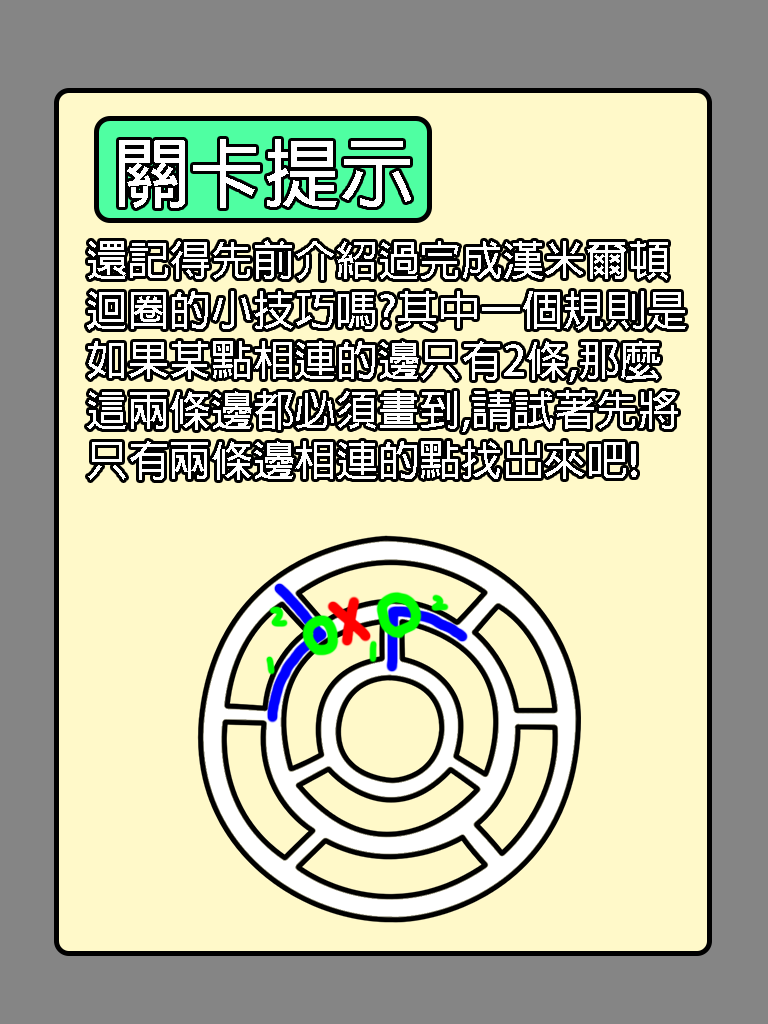 關卡提示
還記得先前介紹過完成漢米爾頓
迴圈的小技巧嗎?其中一個規則是
如果某點相連的邊只有2條,那麼
這兩條邊都必須畫到,請試著先將
只有兩條邊相連的點找出來吧!
2
2
1
1